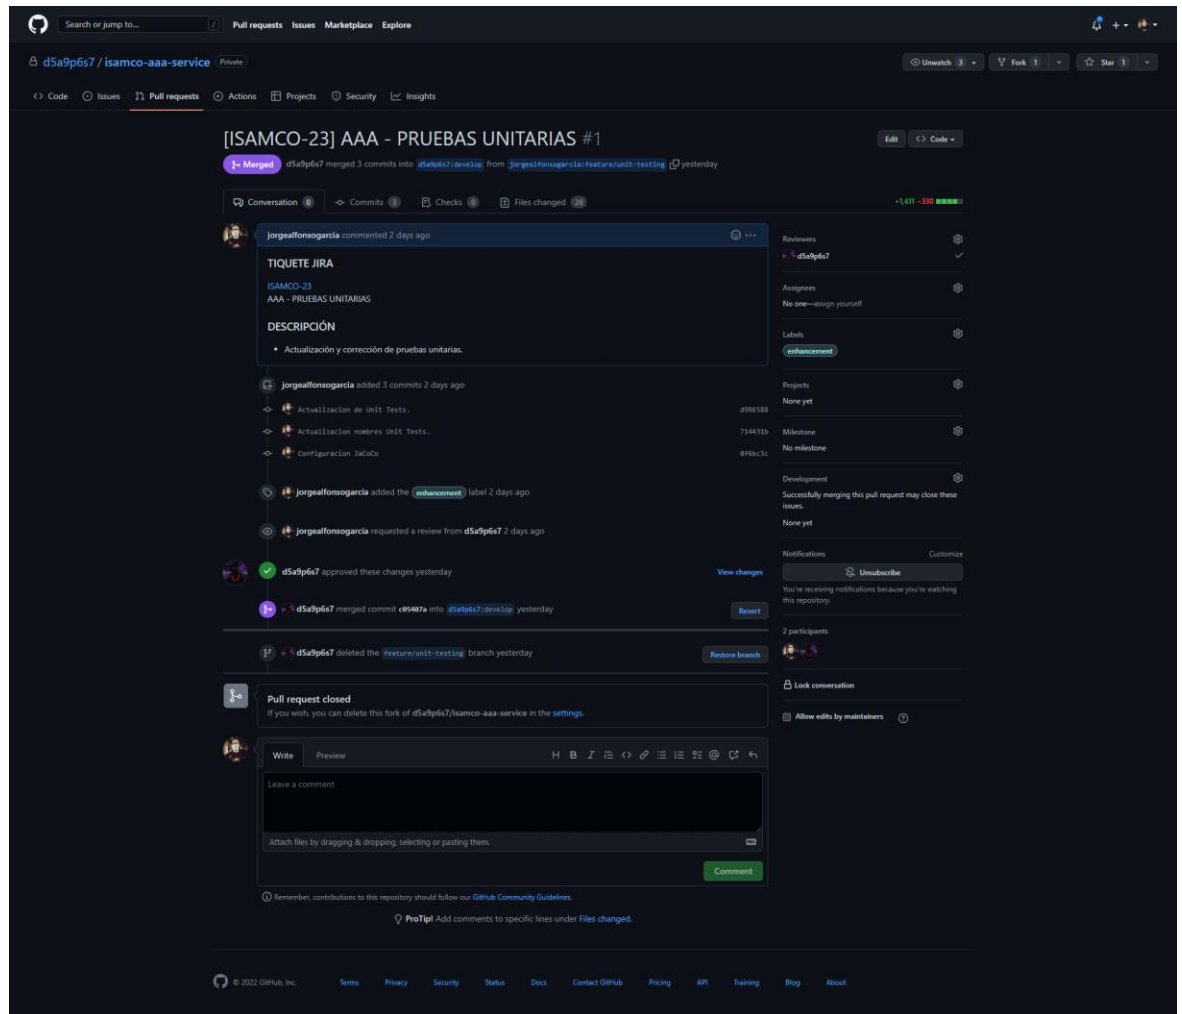 Search or jump to... /
Pull requests Issues Marketplace Explore
d5a9p6s7 / isamco-aaa-service Private
Unwatch 3 Fork 1 Star 1
Code Issues Pull requests Actions Projects Security Insights
[ISAMCO-23] AAA - PRUEBAS UNITARIAS #1
Edit <> Code
Merged d5a9p6s7 merged 3 commits into d5a9p6s7:develop from jorgealfonsogarcia:feature/unit-testing yesterday
Conversation 0 Commits 3 Checks 0 Files changed 28
+1,411 −330
jorgealfonsogarcia commented 2 days ago
TIQUETE JIRA
ISAMCO-23
AAA - PRUEBAS UNITARIAS
DESCRIPCIÓN
• Actualización y corrección de pruebas unitarias.
jorgealfonsogarcia added 3 commits 2 days ago
Actualizacion de Unit Tests. d986588
Actualizacion nombres Unit Tests. 714431b
Configuracion JaCoCo 0f6bc3c
jorgealfonsogarcia added the enhancement label 2 days ago
jorgealfonsogarcia requested a review from d5a9p6s7 2 days ago
d5a9p6s7 approved these changes yesterday
View changes
d5a9p6s7 merged commit c05407a into d5a9p6s7:develop yesterday
Revert
d5a9p6s7 deleted the feature/unit-testing branch yesterday
Restore branch
Pull request closed
If you wish, you can delete this fork of d5a9p6s7/isamco-aaa-service in the settings.
Write Preview
H B I
Leave a comment
Attach files by dragging & dropping, selecting or pasting them.
Comment
Remember, contributions to this repository should follow our GitHub Community Guidelines.
ProTip! Add comments to specific lines under Files changed.
Reviewers
d5a9p6s7
Assignees
No one—assign yourself
Labels
enhancement
Projects
None yet
Milestone
No milestone
Development
Successfully merging this pull request may close these
issues.
None yet
Notifications Customize
Unsubscribe
You're receiving notifications because you're watching
this repository.
2 participants
Lock conversation
Allow edits by maintainers
© 2022 GitHub, Inc. Terms Privacy Security Status Docs Contact GitHub Pricing API Training Blog About